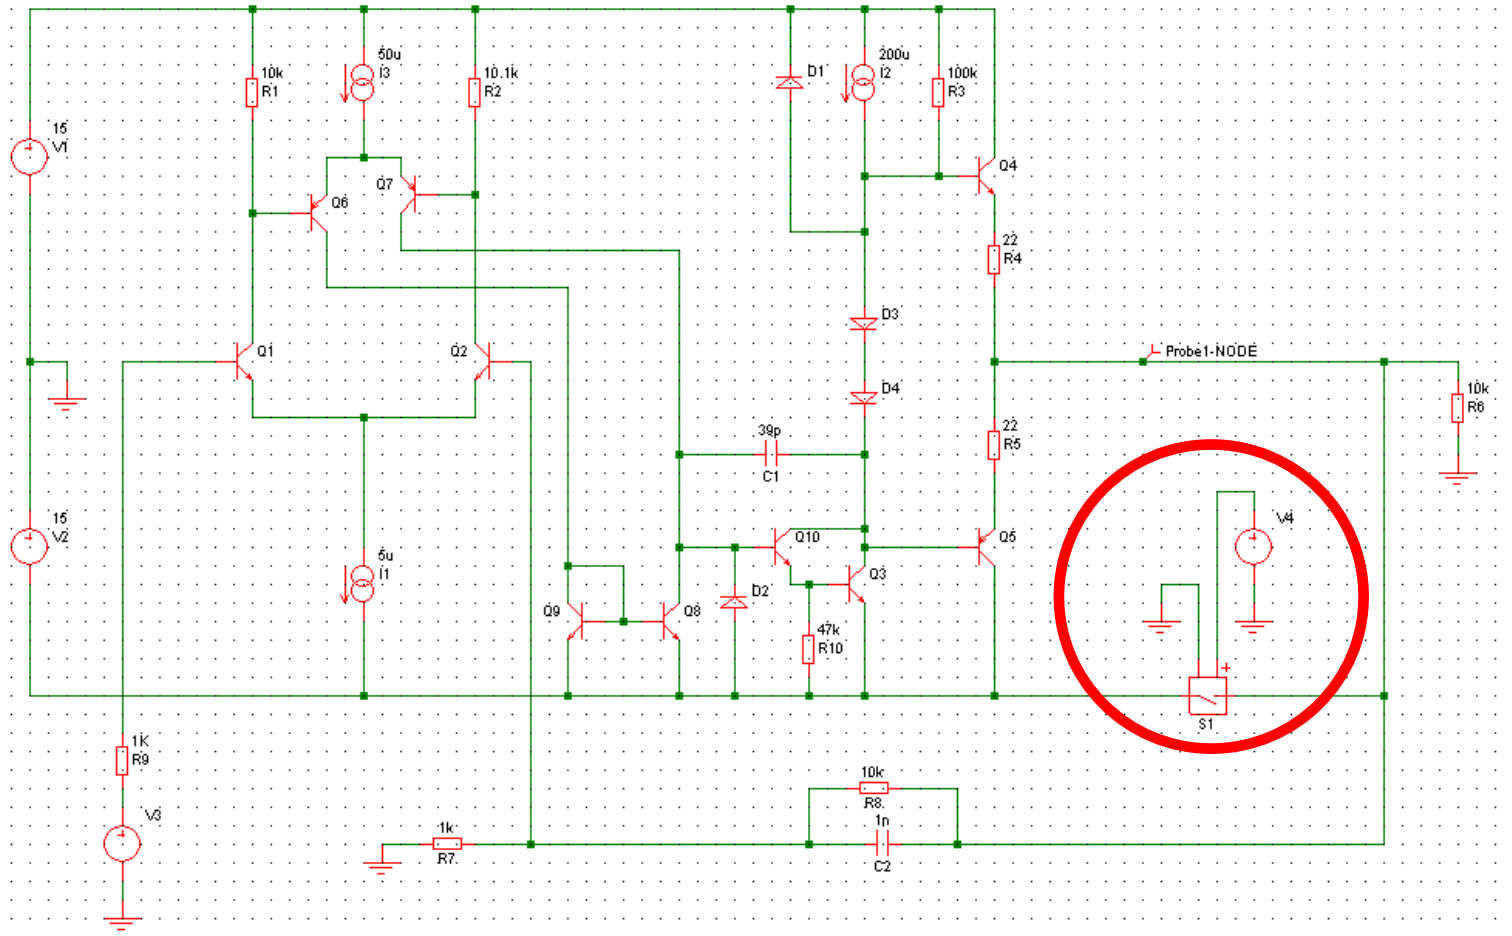 50u
I3
10k
R1
10.1k
R2
D1
200u
I2
100k
R3
15
V1
Q4
Q7
Q6
22
R4
D3
Q1
Q2
Probe1-NODE
D4
10k
R6
39p
C1
22
R5
15
V2
Q10
Q5
V4
5u
I1
Q3
D2
Q9
Q8
47k
R10
+
S1
1K
R9
10k
R8
V3
1n
C2
1k
R7